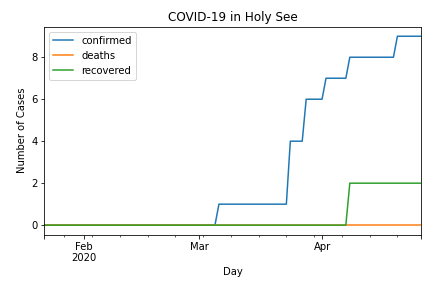 COVID-19 in Holy See
confirmed
deaths
recovered
Number of Cases
8
6
4
2
0
Feb
2020
Mar
Apr
Day